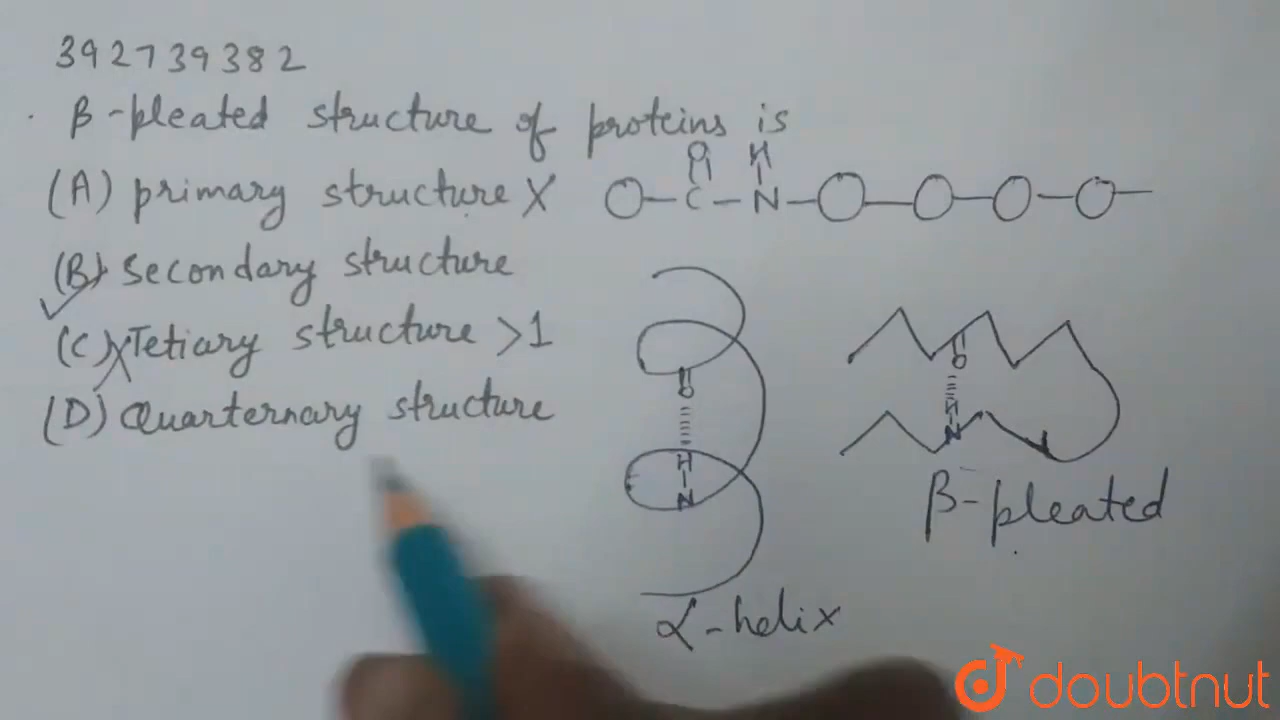 392739382
β-pleated structure of proteins is
(A) primary structure X
(B) Secondary structure
(C) Tetiary structure >1
(D) Quarternary structure
O H
C - N
O
H
N
O
H
N
β-pleated
α-helix
doubtnut